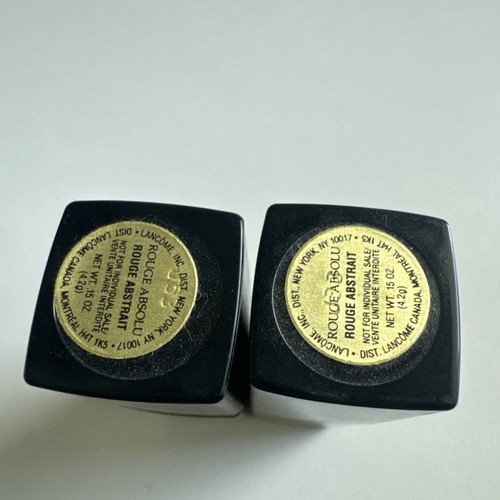 LANCÔME, INC. DIST. NEW YORK, NY 10017 • DIST. LANCÔME CANADA, MONTRÉAL H4T 1K5 •
ROUGE ABSOLU
ROUGE ABSTRAIT
NOT FOR INDIVIDUAL SALE/
VENTE UNITAIRE INTERDITE
NET WT. .15 OZ.
(4.2g)
LANCÔME, INC., DIST. NEW YORK, NY 10017 • DIST. LANCÔME CANADA, MONTRÉAL H4T 1K5 •
ROUGE ABSOLU
ROUGE ABSTRAIT
NOT FOR INDIVIDUAL SALE/
VENTE UNITAIRE INTERDITE
NET WT. .15 OZ.
(4.2g)